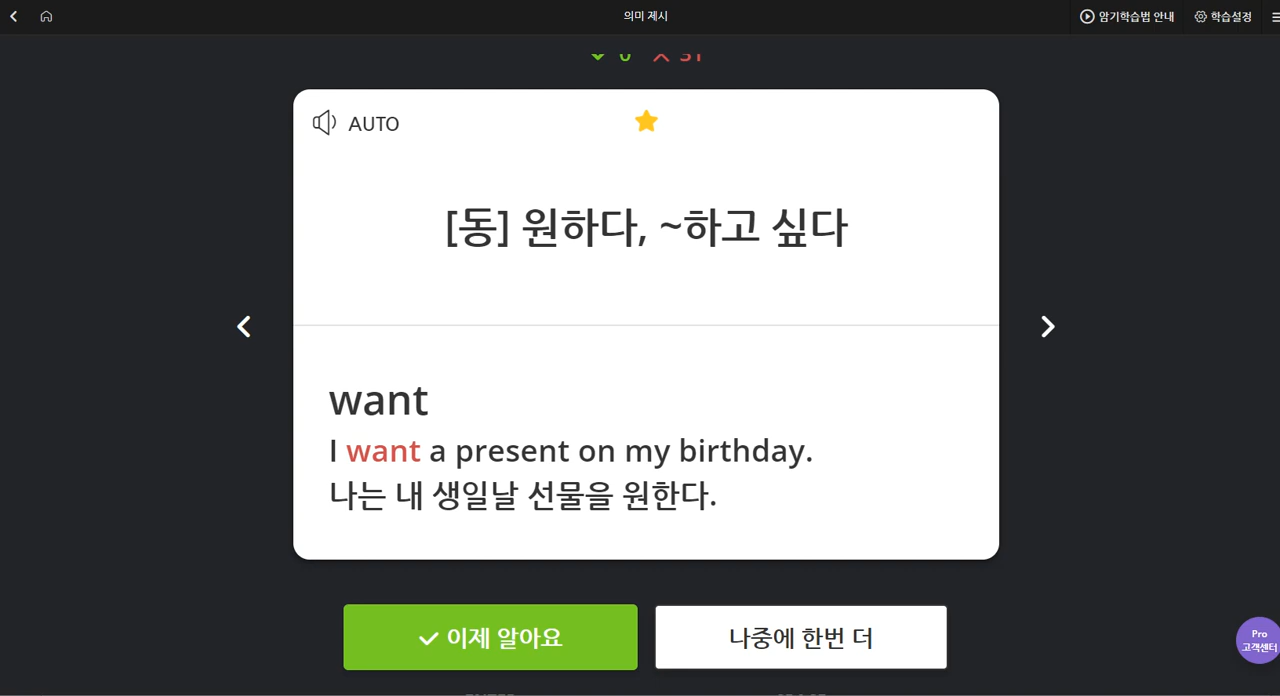 의미 제시
암기학습법 안내
학습설정
AUTO
[동] 원하다, ~하고 싶다
want
I want a present on my birthday.
나는 내 생일날 선물을 원한다.
이제 알아요
나중에 한번 더
Pro
고객센터